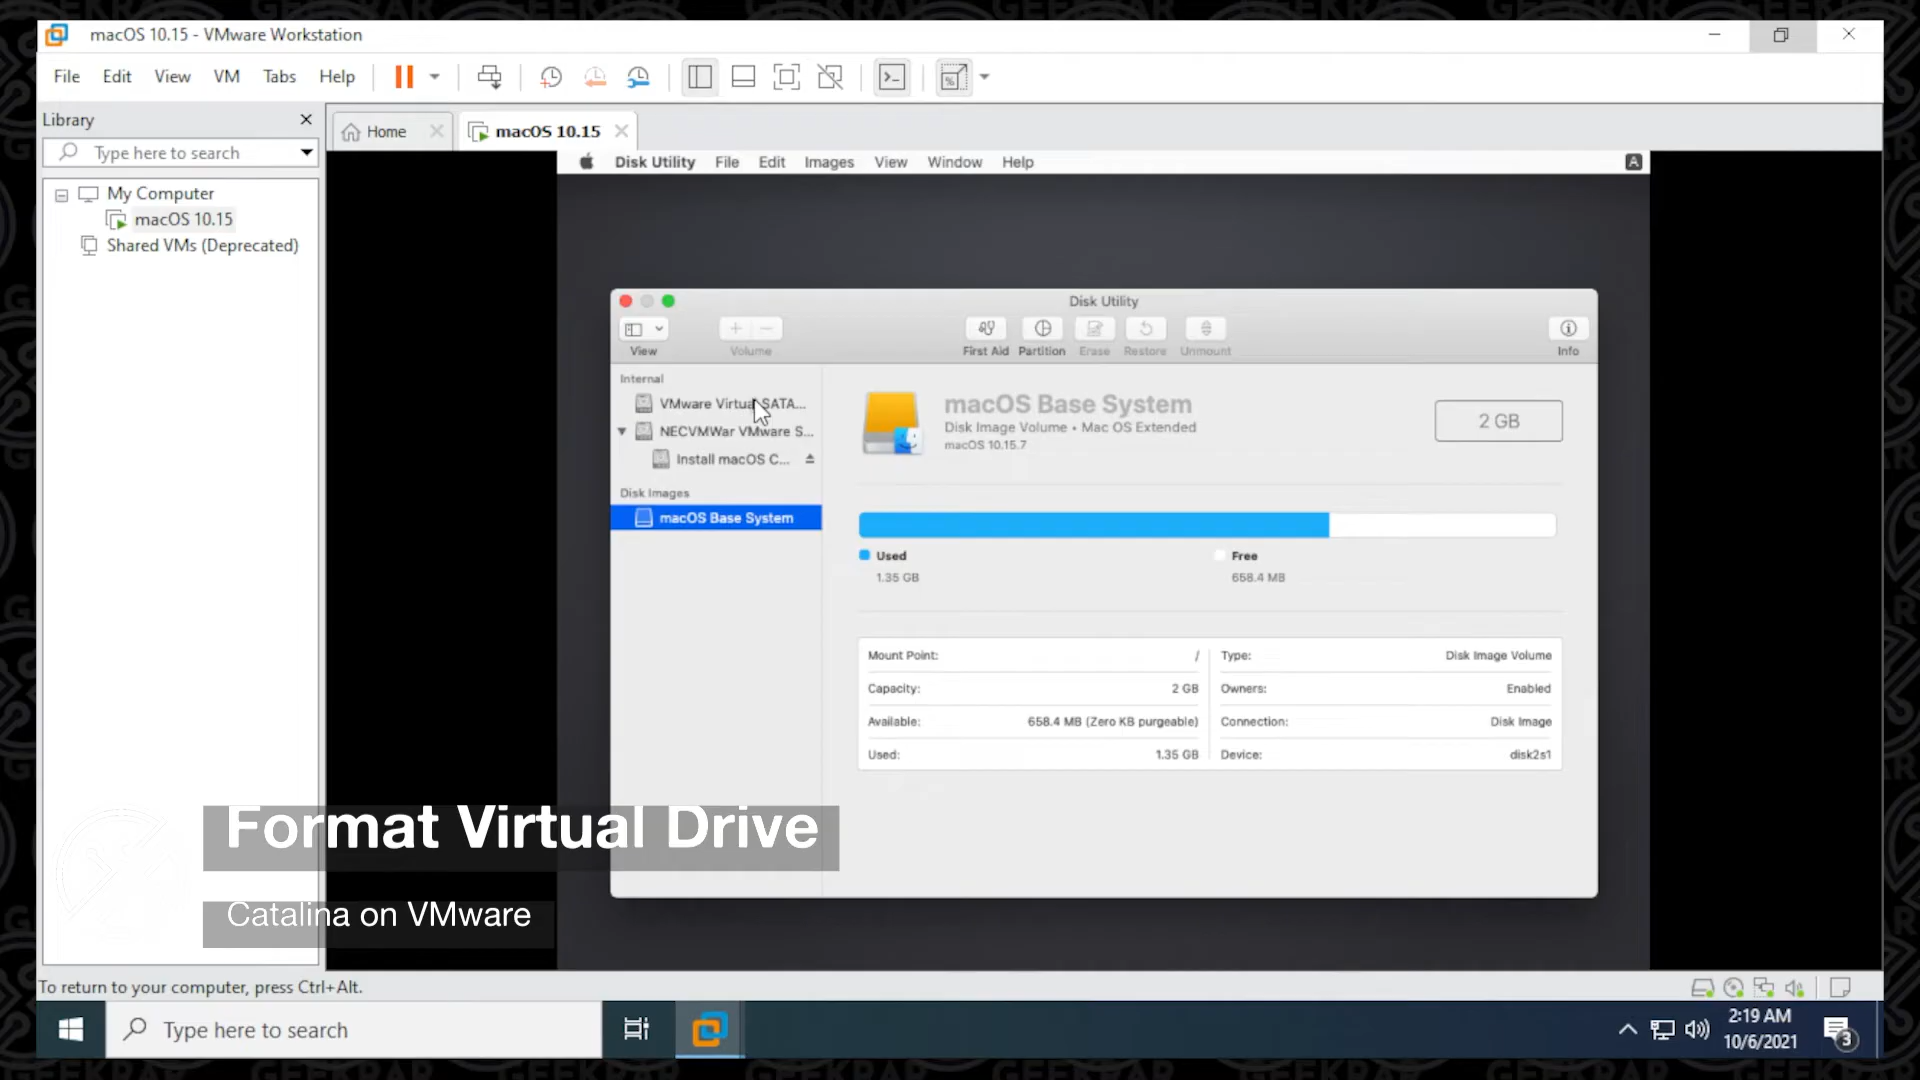 macOS 10.15 - VMware Workstation
File Edit View VM Tabs Help
Library
Type here to search
My Computer
macOS 10.15
Shared VMs (Deprecated)
Home
macOS 10.15
Disk Utility File Edit Images View Window Help
A
Disk Utility
View
Volume
First Aid Partition Erase Restore Unmount
Info
Internal
VMware Virtual SATA...
NECVMWar VMware S...
Install macOS C...
Disk Images
macOS Base System
macOS Base System
Disk Image Volume • Mac OS Extended
macOS 10.15.7
2 GB
Used
1.35 GB
Free
658.4 MB
Mount Point: /
Capacity: 2 GB
Available: 658.4 MB (Zero KB purgeable)
Used: 1.35 GB
Type: Disk Image Volume
Owners: Enabled
Connection: Disk Image
Device: disk2s1
Format Virtual Drive
Catalina on VMware
To return to your computer, press Ctrl+Alt.
Type here to search
2:19 AM
10/6/2021
3